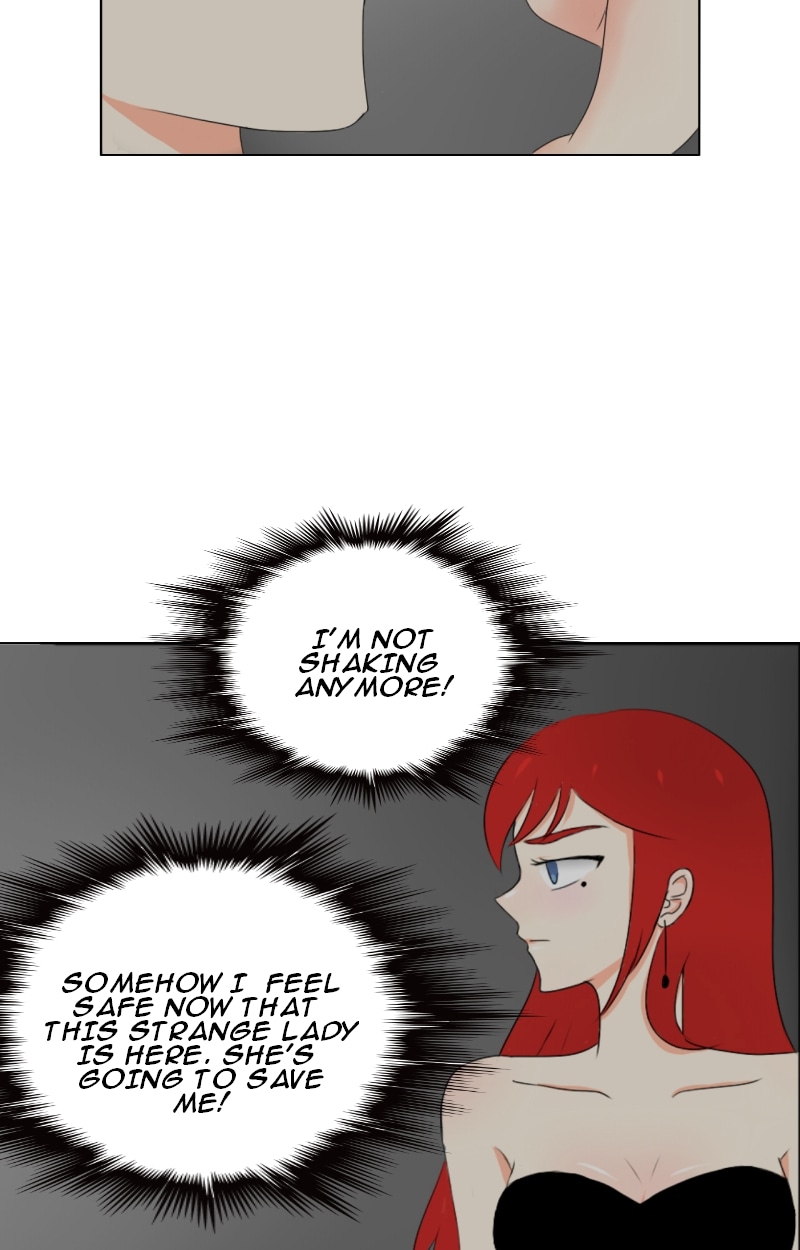 I'M NOT
SHAKING
ANYMORE!
SOMEHOW I FEEL
SAFE NOW THAT
THIS STRANGE LADY
IS HERE. SHE'S
GOING TO SAVE
ME!